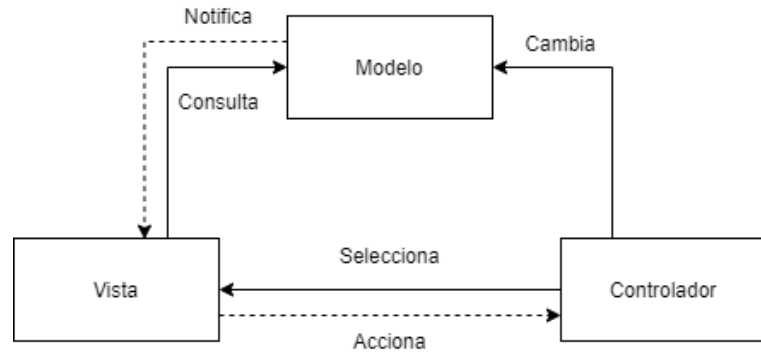 Notifica
Cambia
Modelo
Consulta
Selecciona
Vista
Controlador
Acciona